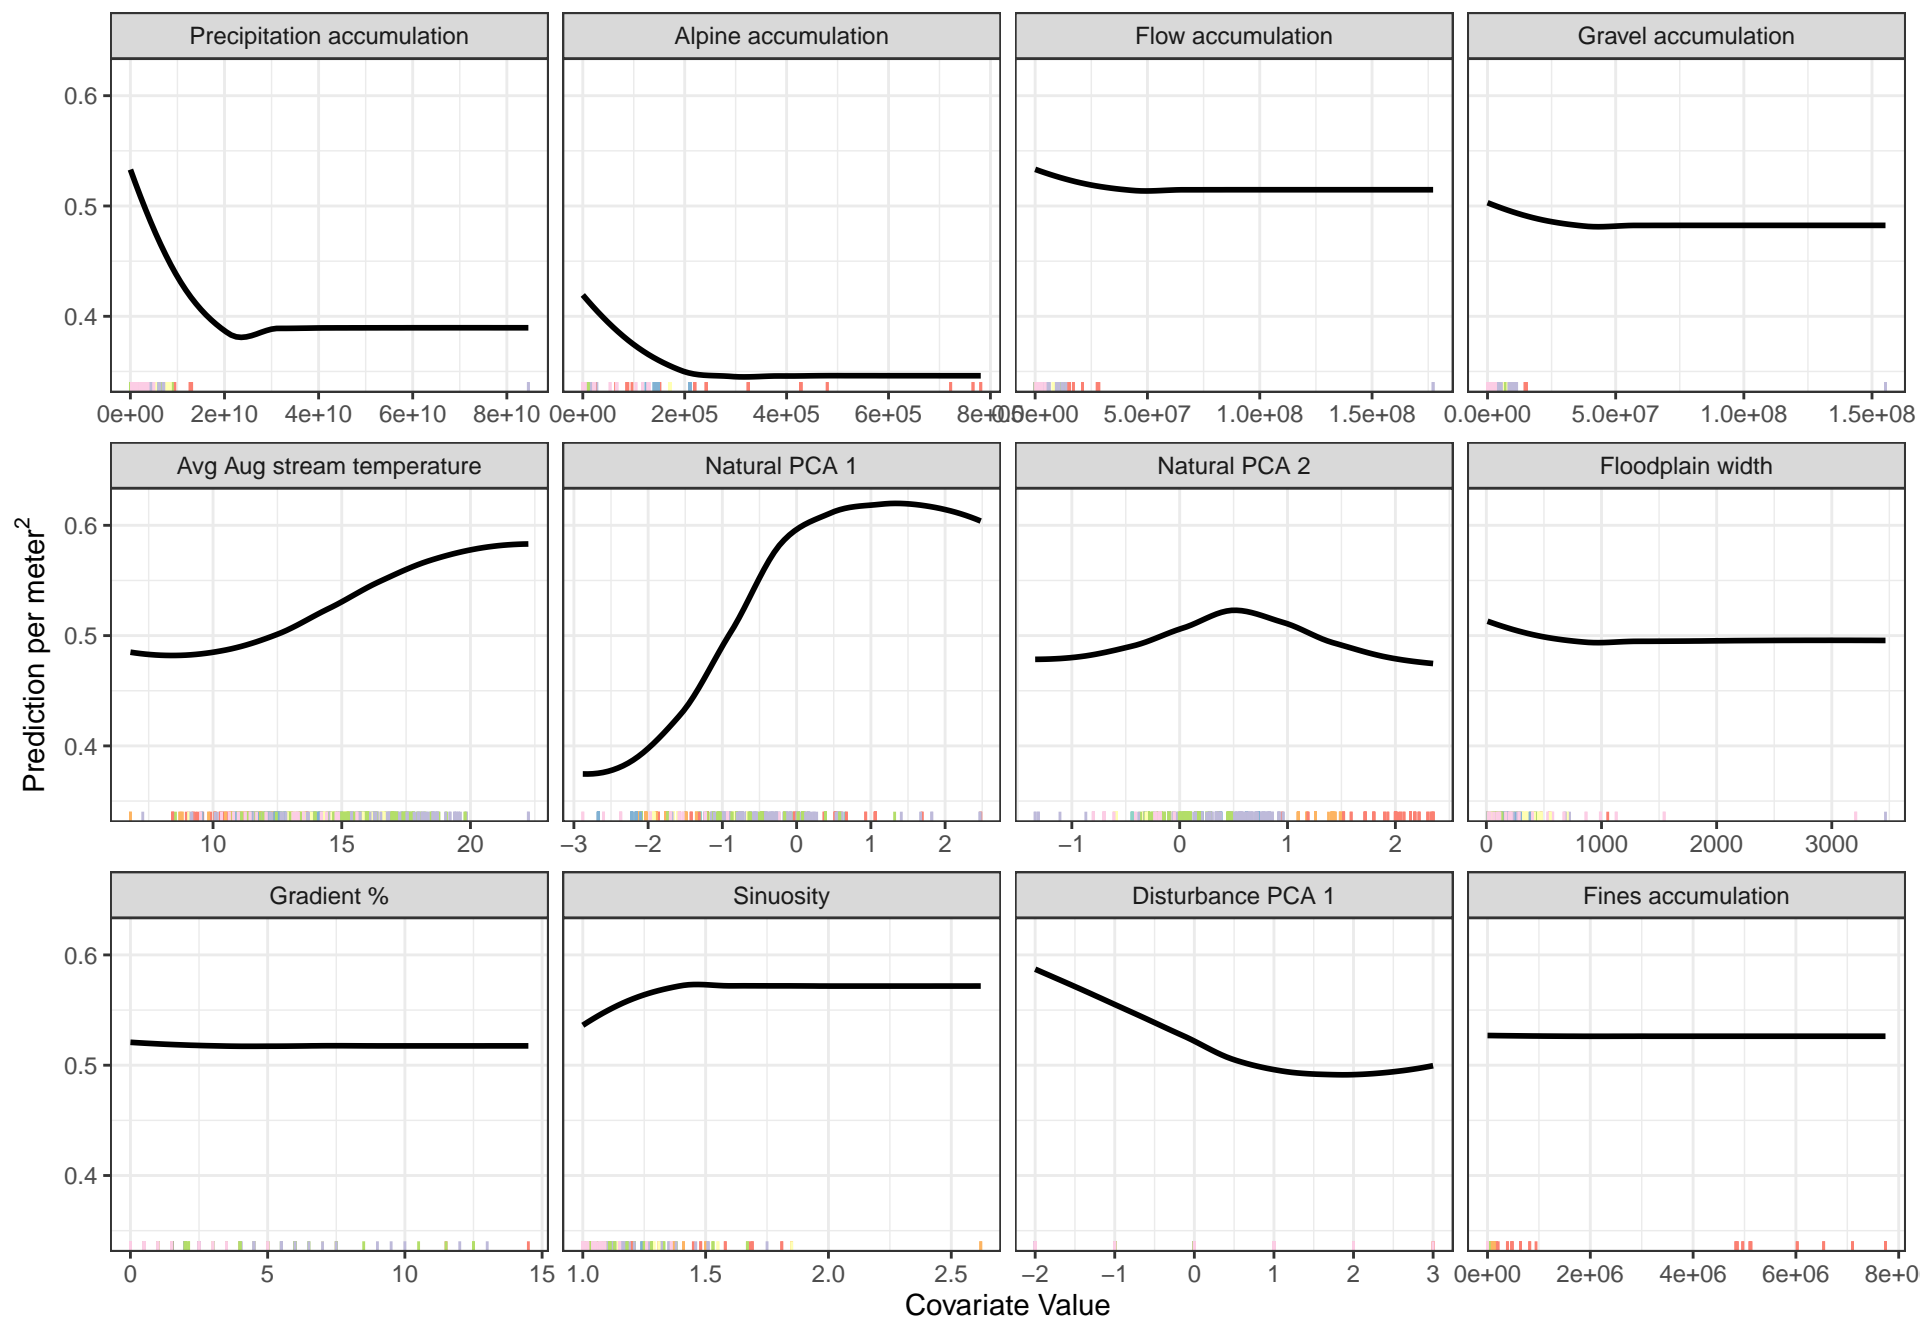 Precipitation accumulation Alpine accumulation Flow accumulation Gravel accumulation
0.6
0.5
0.4
0e+00 2e+10 4e+10 6e+10 8e+10 0e+00 2e+05 4e+05 6e+05 8e+05 0.0e+00 5.0e+07 1.0e+08 1.5e+08 0.0e+00 5.0e+07 1.0e+08 1.5e+08
Avg Aug stream temperature Natural PCA 1 Natural PCA 2 Floodplain width
0.6
0.5
0.4
10 15 20 −3 −2 −1 0 1 2 −1 0 1 2 0 1000 2000 3000
Prediction per meter²
Gradient % Sinuosity Disturbance PCA 1 Fines accumulation
0.6
0.5
0.4
0 5 10 15 1.0 1.5 2.0 2.5 −2 −1 0 1 2 3 0e+00 2e+06 4e+06 6e+06 8e+0
Covariate Value